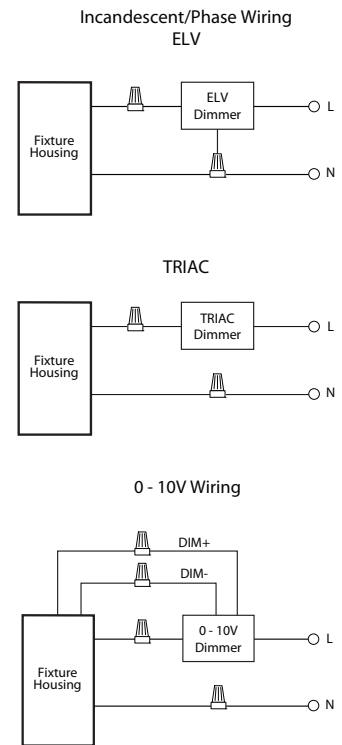 Incandescent/Phase Wiring
ELV
ELV
Dimmer
L
Fixture
Housing
N
TRIAC
TRIAC
Dimmer
L
Fixture
Housing
N
0 - 10V Wiring
DIM+
DIM-
0 - 10V
Dimmer
L
Fixture
Housing
N